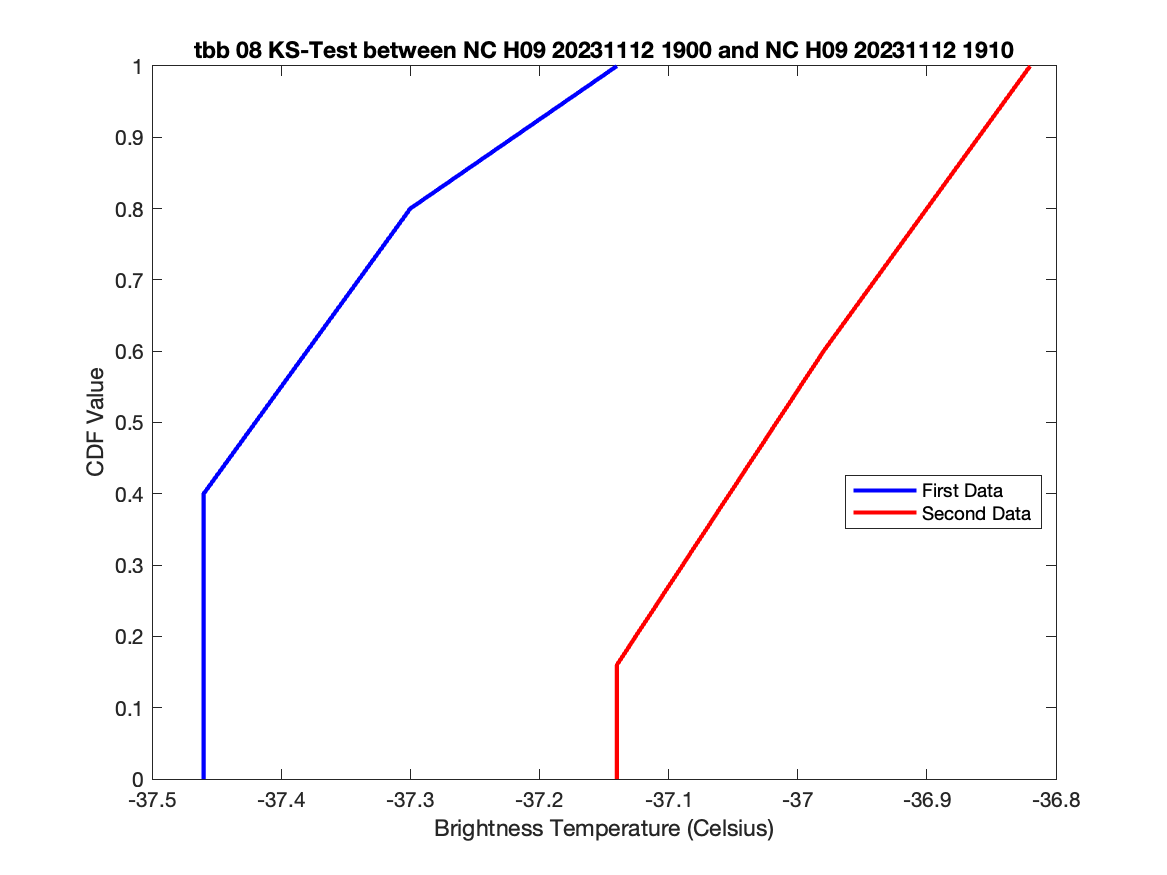 tbb 08 KS-Test between NC H09 20231112 1900 and NC H09 20231112 1910
1
0.9
0.8
0.7
0.6
0.5
0.4
0.3
0.2
0.1
0
CDF Value
First Data
Second Data
-37.5 -37.4 -37.3 -37.2 -37.1 -37 -36.9 -36.8
Brightness Temperature (Celsius)